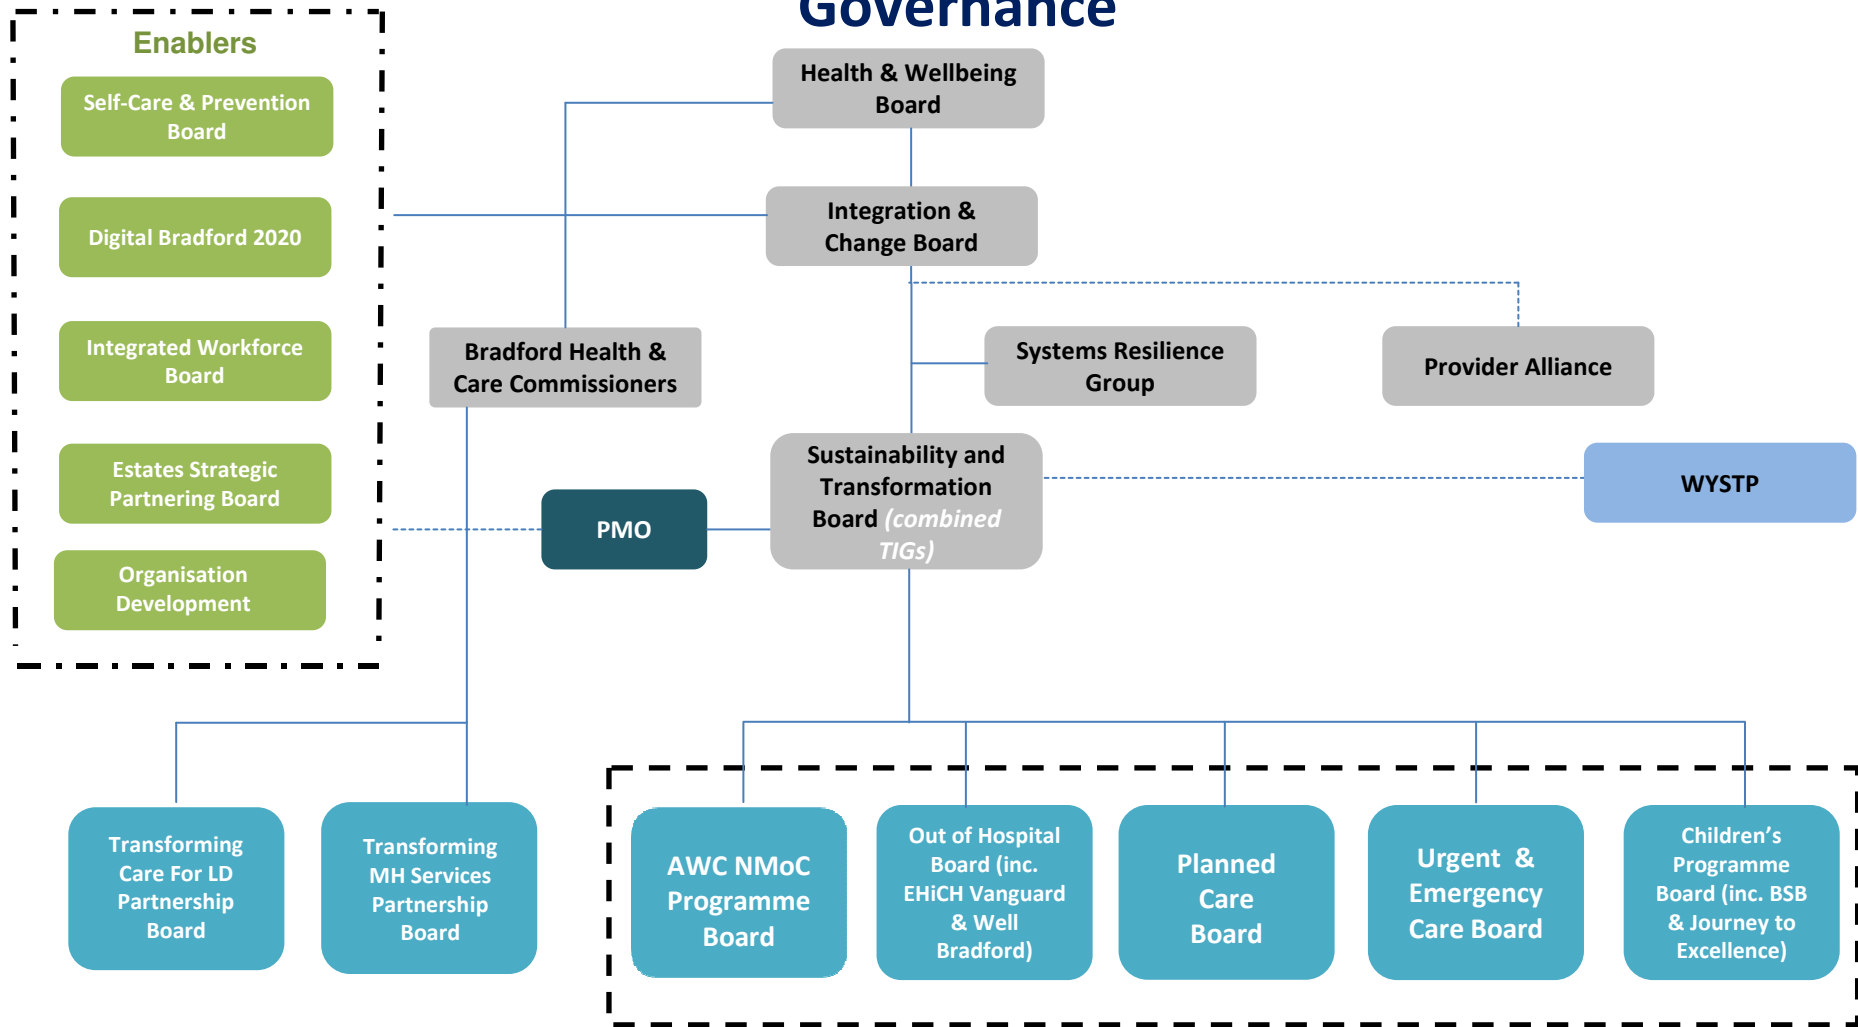 Governance
Enablers
Self-Care & Prevention
Board
Digital Bradford 2020
Integrated Workforce
Board
Estates Strategic
Partnering Board
Organisation
Development
Health & Wellbeing
Board
Integration &
Change Board
Bradford Health &
Care Commissioners
Systems Resilience
Group
Provider Alliance
Sustainability and
Transformation
Board (combined
TIGs)
PMO
WYSTP
Transforming
Care For LD
Partnership
Board
Transforming
MH Services
Partnership
Board
AWC NMoC
Programme
Board
Out of Hospital
Board (inc.
EHiCH Vanguard
& Well
Bradford)
Planned
Care
Board
Urgent &
Emergency
Care Board
Children’s
Programme
Board (inc. BSB
& Journey to
Excellence)